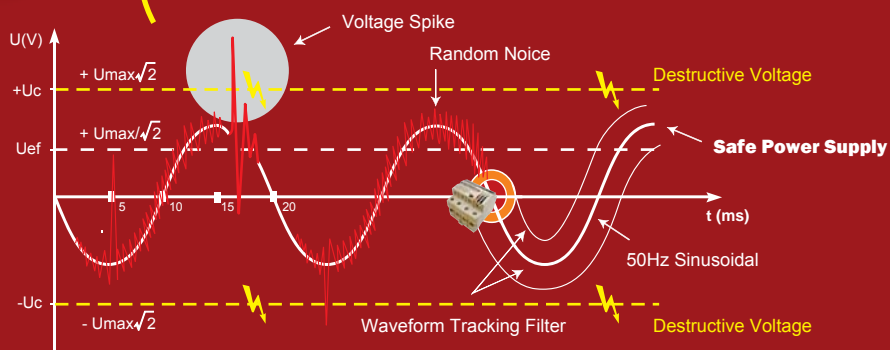 Voltage Spike
U(V)
Random Noice
+ Umax√2
Destructive Voltage
+Uc
+ Umax/√2
Uef
Safe Power Supply
5 10 15 20
t (ms)
50Hz Sinusoidal
-Uc
- Umax√2
Waveform Tracking Filter
Destructive Voltage